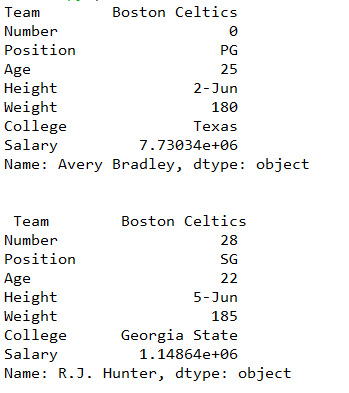 Team        Boston Celtics
Number                   0
Position                PG
Age                     25
Height               2-Jun
Weight                 180
College              Texas
Salary         7.73034e+06
Name: Avery Bradley, dtype: object
 Team        Boston Celtics
Number                  28
Position                SG
Age                     22
Height               5-Jun
Weight                 185
College      Georgia State
Salary         1.14864e+06
Name: R.J. Hunter, dtype: object